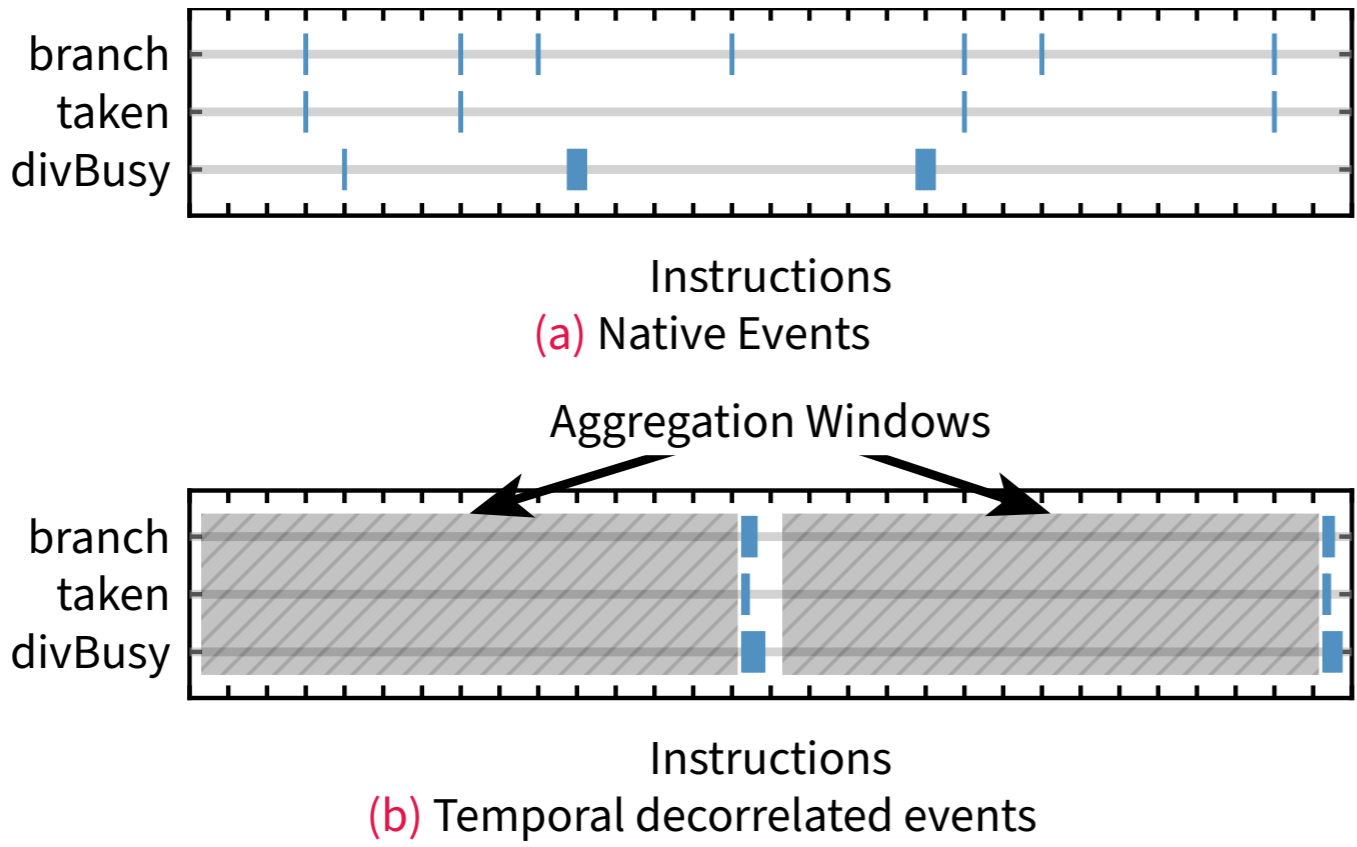 branch
taken
divBusy
Instructions
(a) Native Events
Aggregation Windows
branch
taken
divBusy
Instructions
(b) Temporal decorrelated events